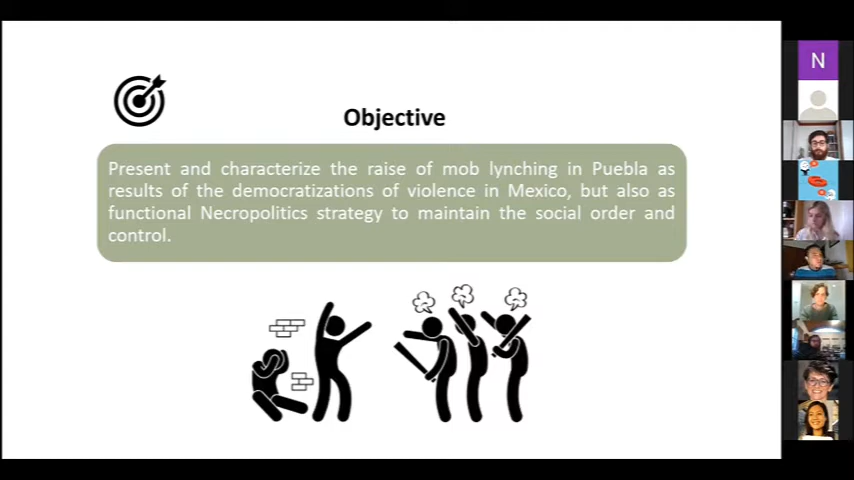 Objective
Present and characterize the raise of mob lynching in Puebla as
results of the democratizations of violence in Mexico, but also as
functional Necropolitics strategy to maintain the social order and
control.
N